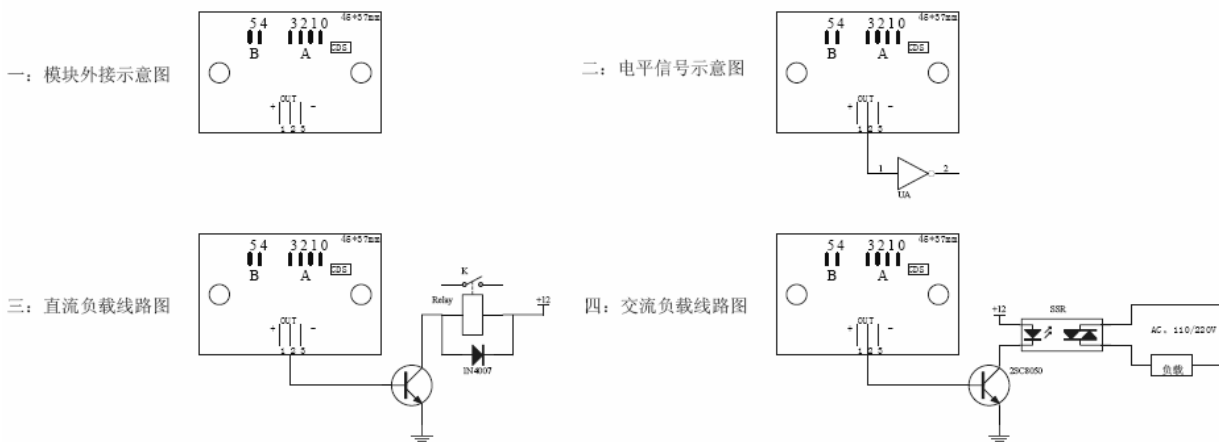 一：模块外接示意图
54 3210 46*37mm
B A CDS
+ OUT -
1 2 3
二：电平信号示意图
54 3210 46*37mm
B A CDS
+ OUT -
1 2 3
1 2
UA
三：直流负载线路图
54 3210 46*37mm
B A CDS
+ OUT -
1 2 3
K
Relay
+12
IN4007
四：交流负载线路图
54 3210 46*37mm
B A CDS
+ OUT -
1 2 3
+12
SSR
AC。110/220V
负载
2SC8050